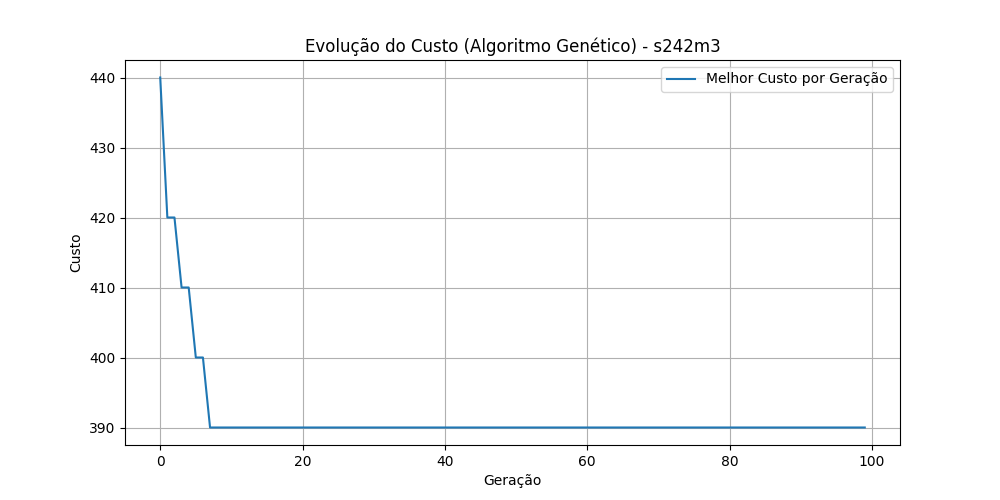 Evolução do Custo (Algoritmo Genético) - s242m3
Melhor Custo por Geração
Custo
440
430
420
410
400
390
0 20 40 60 80 100
Geração